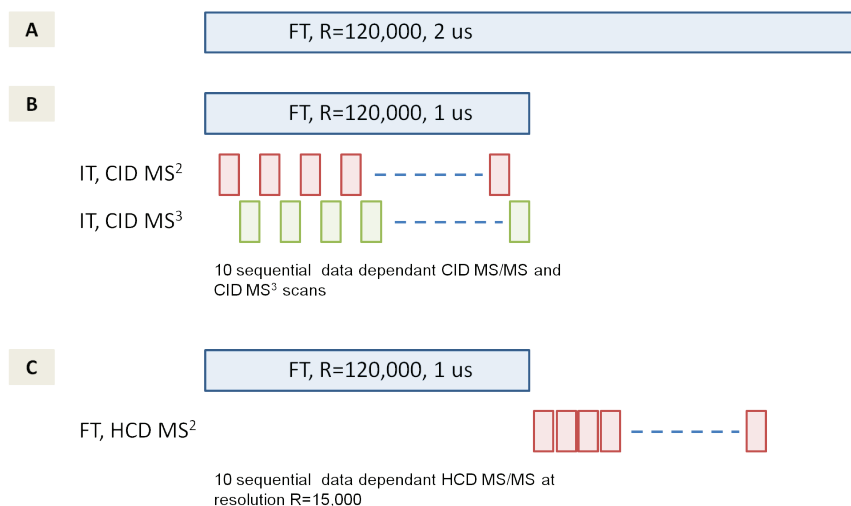 A
FT, R=120,000, 2 us
B
FT, R=120,000, 1 us
IT, CID MS²
IT, CID MS³
10 sequential data dependant CID MS/MS and
CID MS³ scans
C
FT, R=120,000, 1 us
FT, HCD MS²
10 sequential data dependant HCD MS/MS at
resolution R=15,000